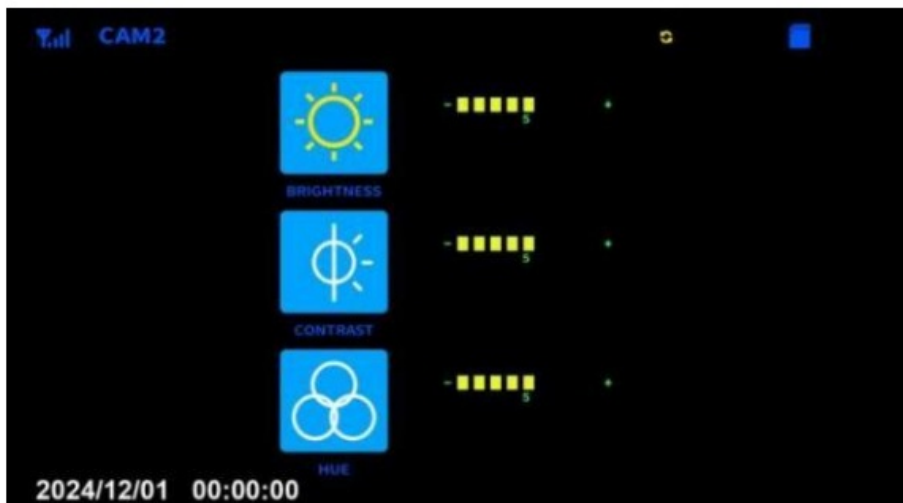 CAM2
- 5 +
BRIGHTNESS
- 5 +
CONTRAST
- 5 +
HUE
2024/12/01 00:00:00